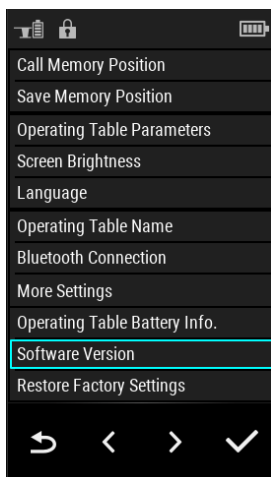 Call Memory Position
Save Memory Position
Operating Table Parameters
Screen Brightness
Language
Operating Table Name
Bluetooth Connection
More Settings
Operating Table Battery Info.
Software Version
Restore Factory Settings